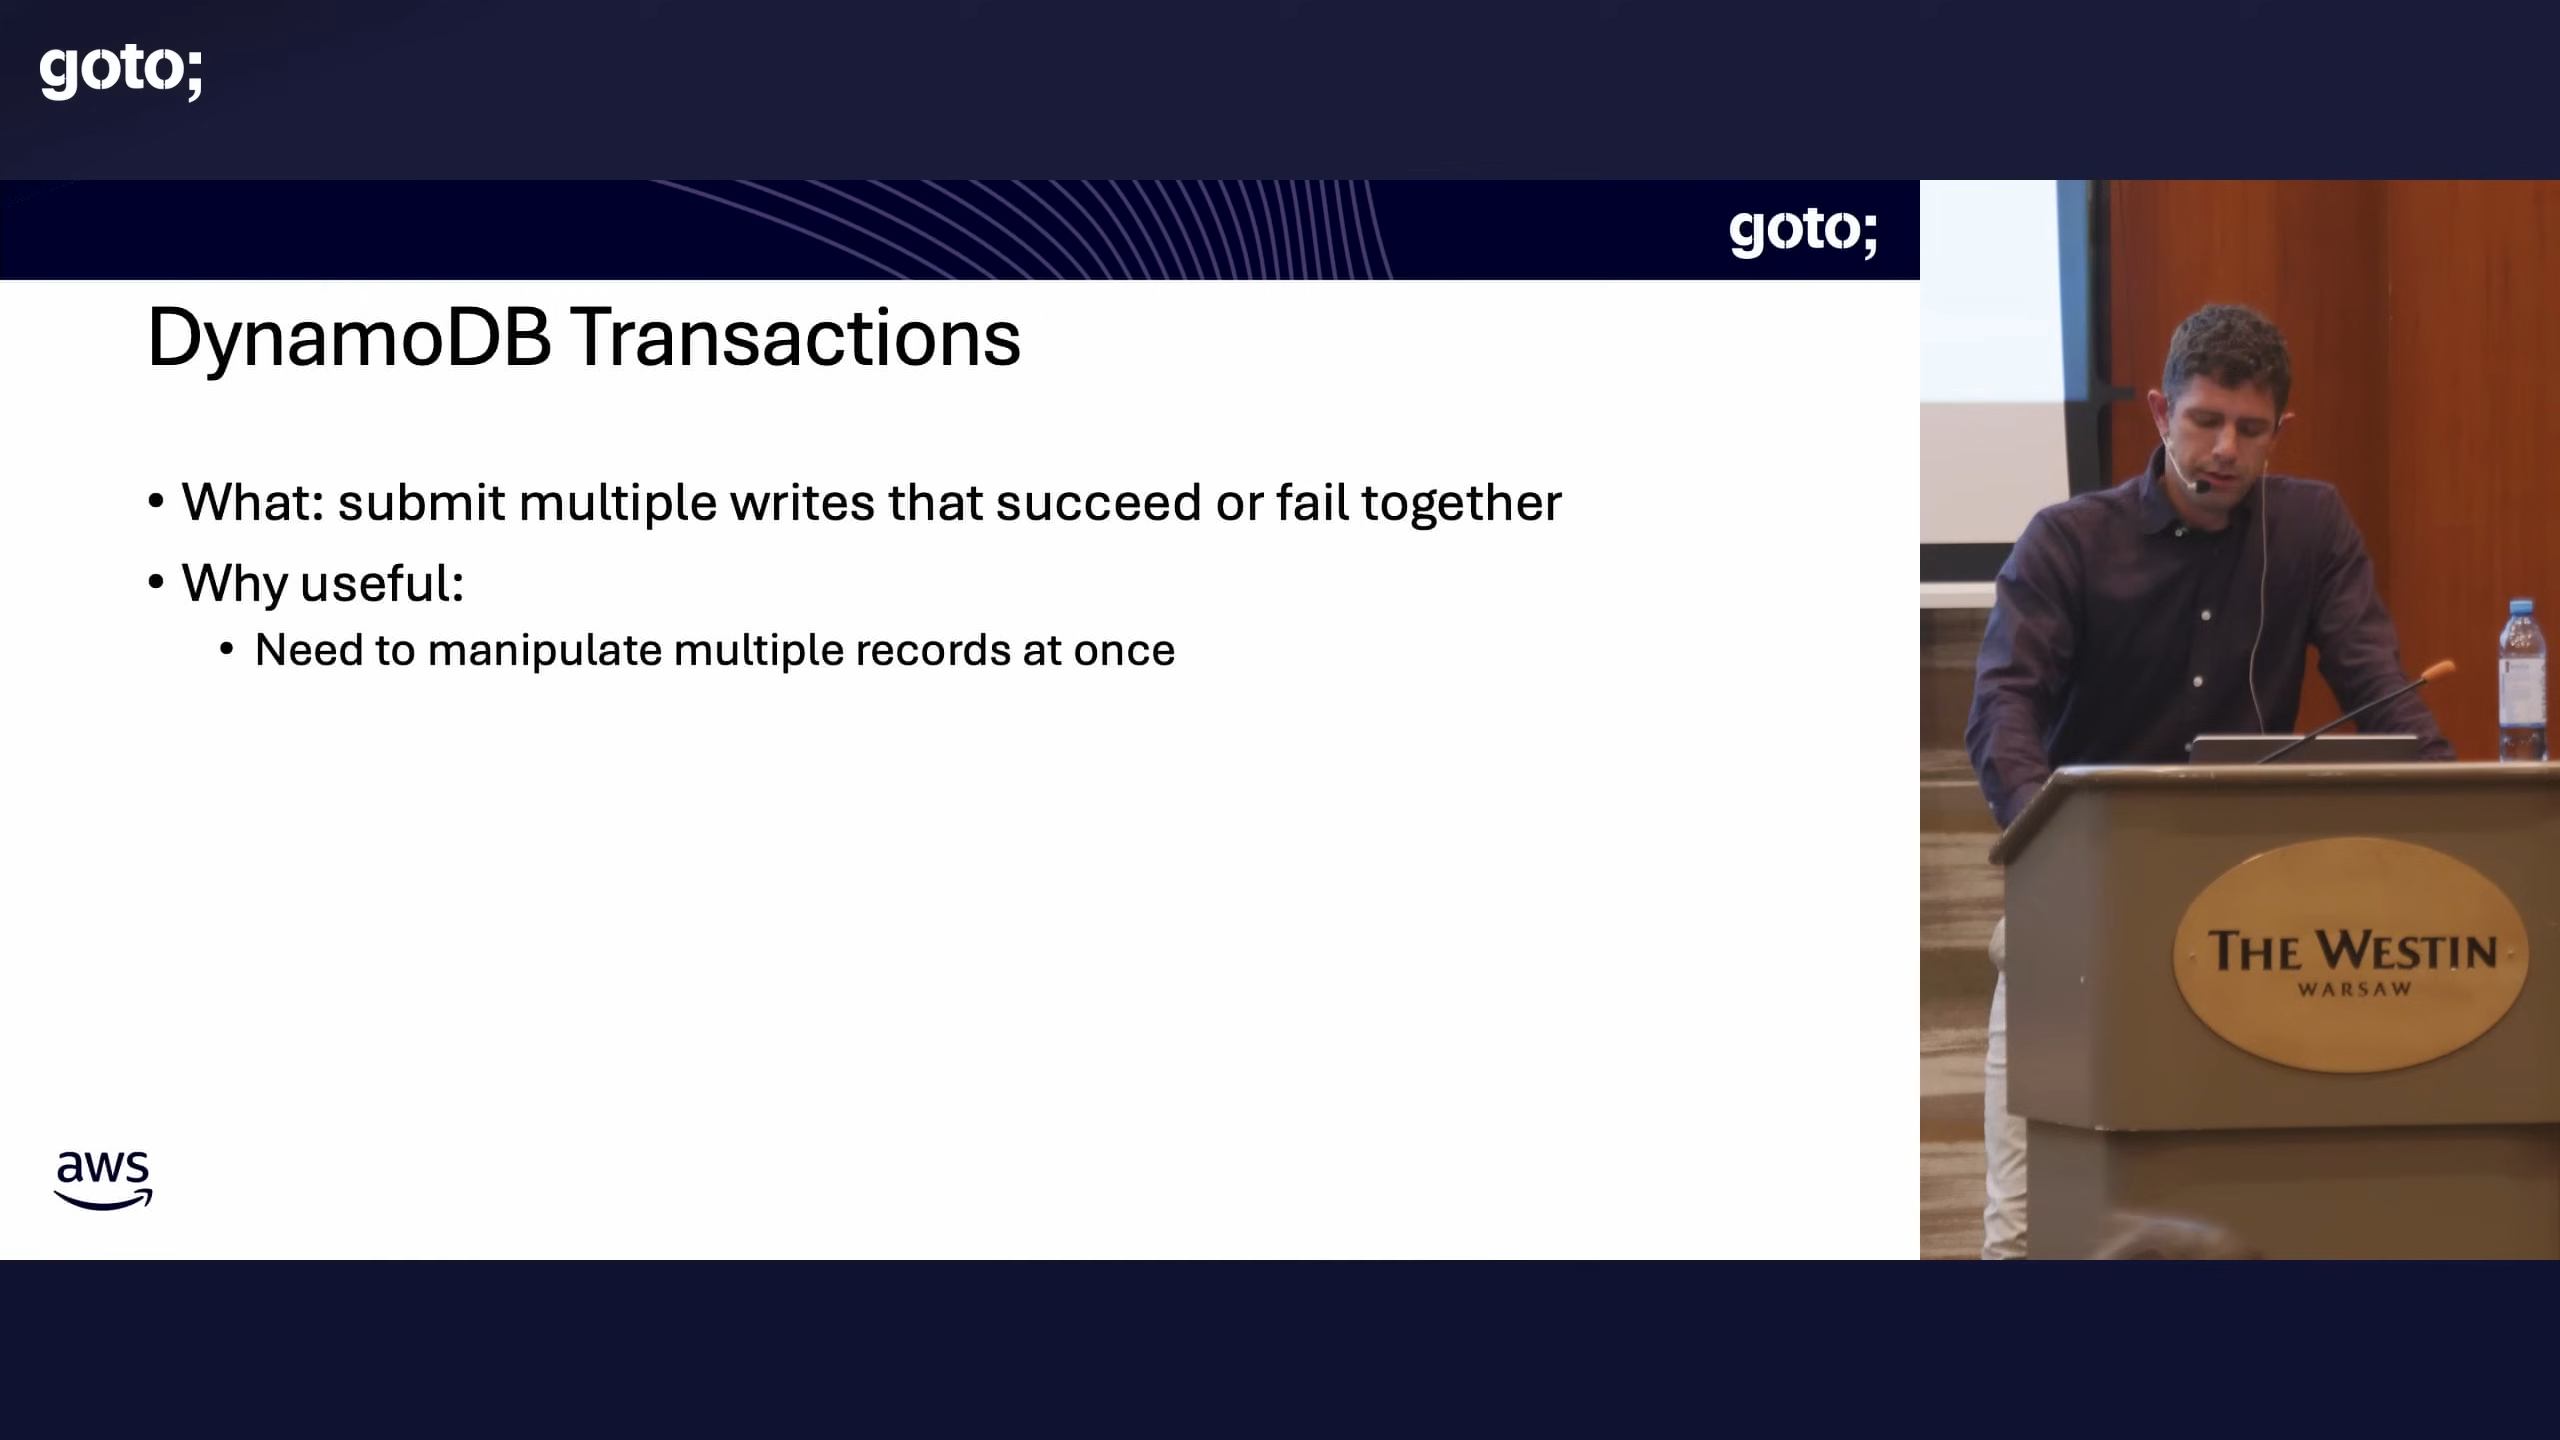 goto;
goto;
DynamoDB Transactions
• What: submit multiple writes that succeed or fail together
• Why useful:
• Need to manipulate multiple records at once
aws
THE WESTIN
WARSAW